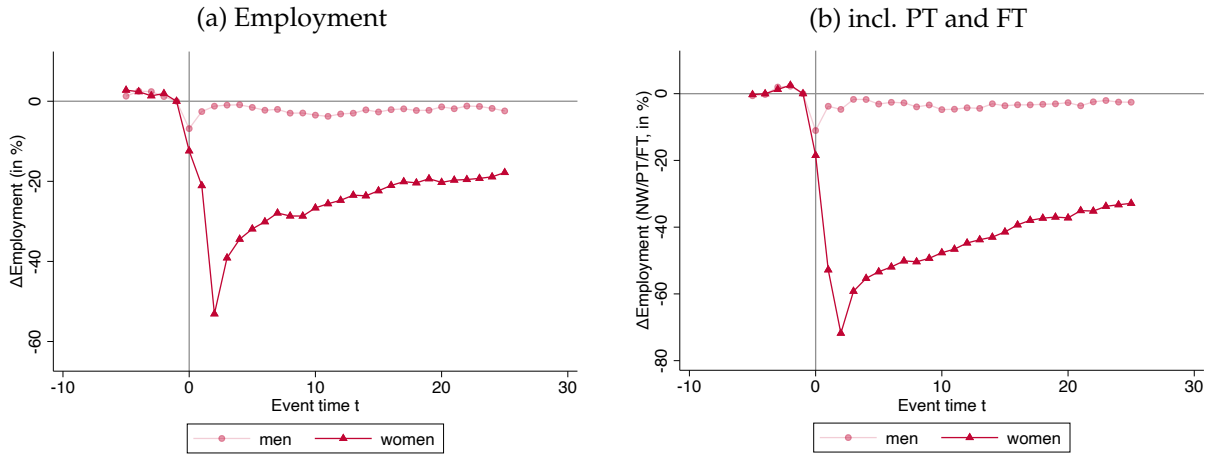 (a) Employment
ΔEmployment (in %)
0
-20
-40
-60
-10
0
10
20
30
Event time t
men
women
(b) incl. PT and FT
ΔEmployment (NW/PT/FT, in %)
0
-20
-40
-60
-80
-10
0
10
20
30
Event time t
men
women